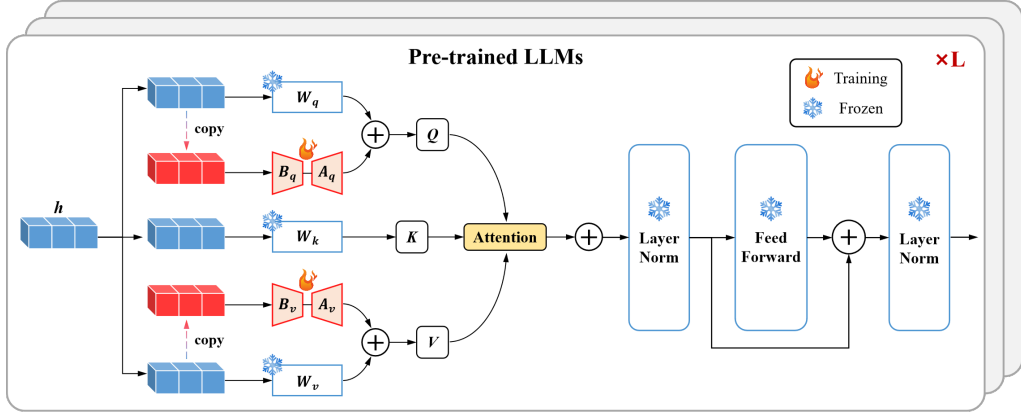 Pre-trained LLMs
×L
Training
Frozen
W_q
copy
B_q A_q
Q
h
W_k
K
Attention
Layer
Norm
Feed
Forward
Layer
Norm
B_v A_v
copy
V
W_v